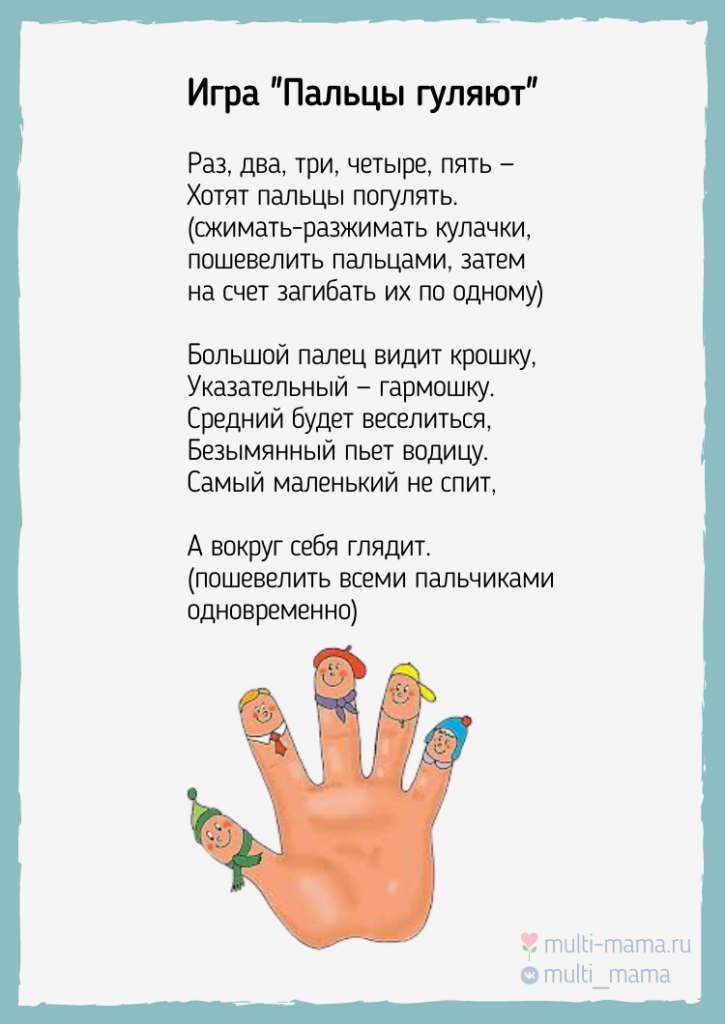 Игра "Пальцы гуляют"
Раз, два, три, четыре, пять –
Хотят пальцы погулять.
(сжимать-разжимать кулачки,
пошевелить пальцами, затем
на счет загибать их по одному)
Большой палец видит крошку,
Указательный – гармошку.
Средний будет веселиться,
Безымянный пьет водицу.
Самый маленький не спит,
А вокруг себя глядит.
(пошевелить всеми пальчиками
одновременно)
multi-mama.ru
multi_mama